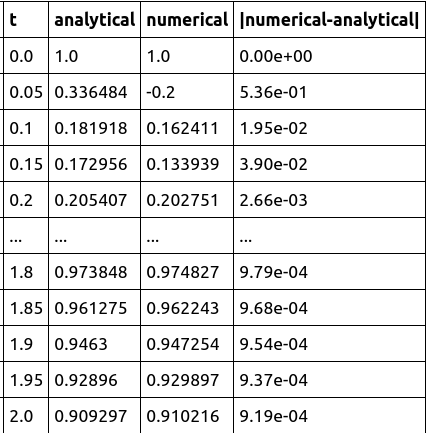 t analytical numerical |numerical-analytical|
0.0 1.0 1.0 0.00e+00
0.05 0.336484 -0.2 5.36e-01
0.1 0.181918 0.162411 1.95e-02
0.15 0.172956 0.133939 3.90e-02
0.2 0.205407 0.202751 2.66e-03
... ... ... ...
1.8 0.973848 0.974827 9.79e-04
1.85 0.961275 0.962243 9.68e-04
1.9 0.9463 0.947254 9.54e-04
1.95 0.92896 0.929897 9.37e-04
2.0 0.909297 0.910216 9.19e-04